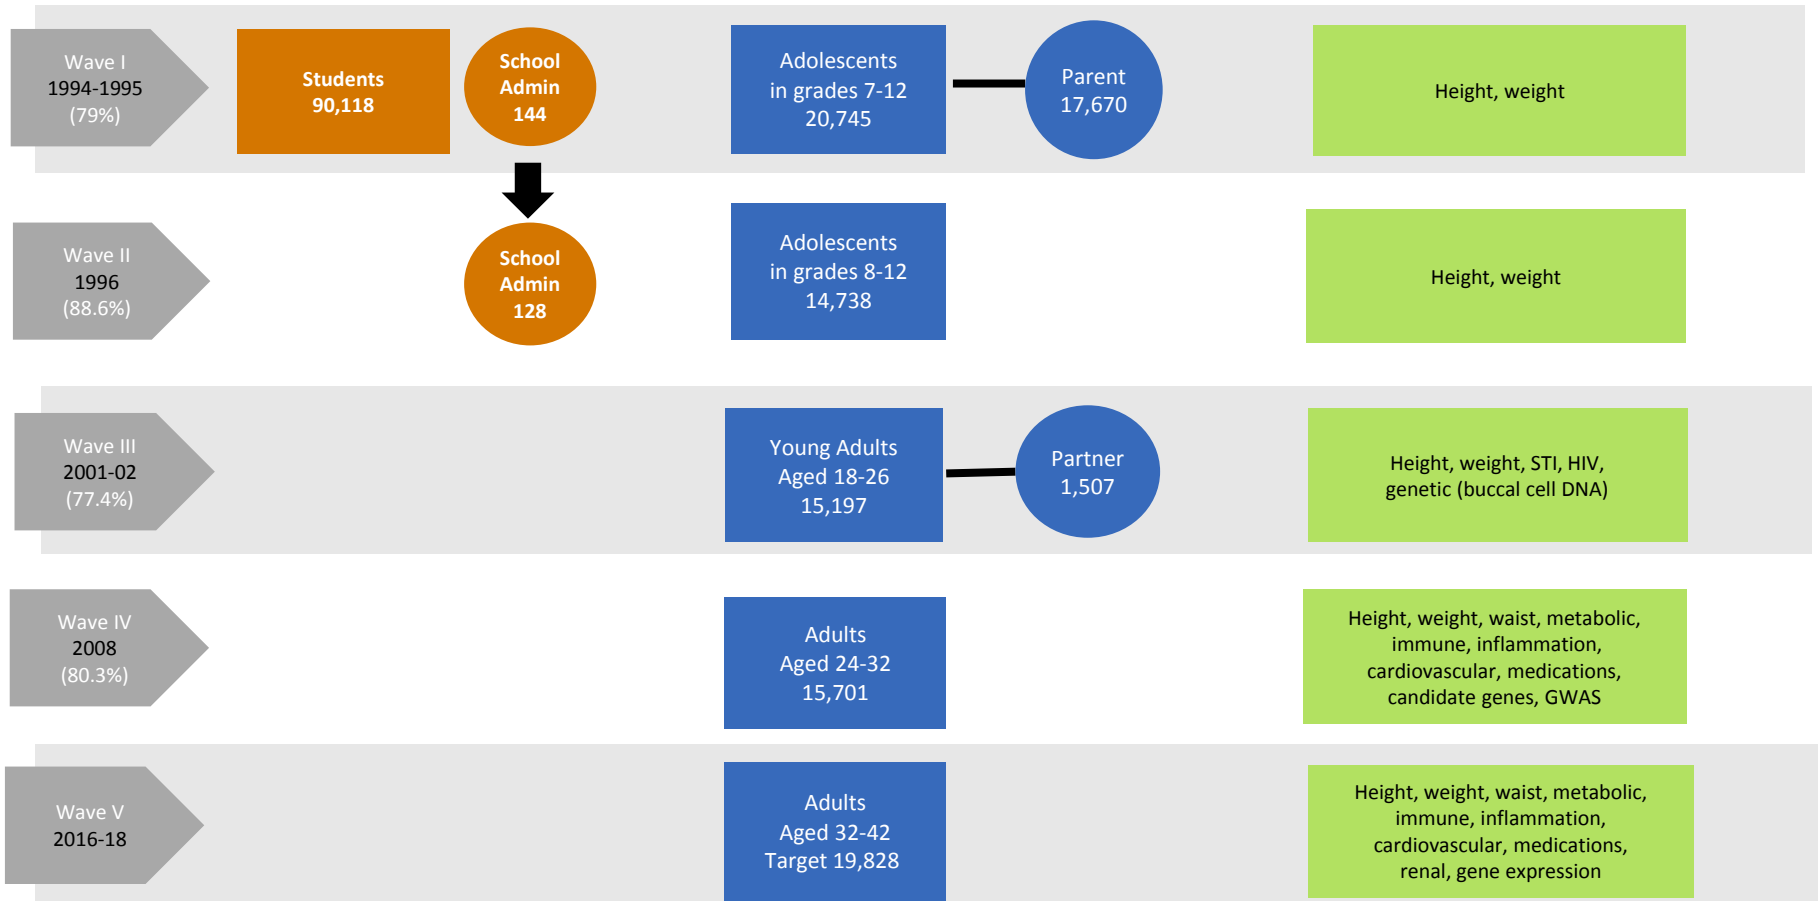 Wave I
1994-1995
(79%)
Students
90,118
School
Admin
144
Adolescents
in grades 7-12
20,745
Parent
17,670
Height, weight
Wave II
1996
(88.6%)
School
Admin
128
Adolescents
in grades 8-12
14,738
Height, weight
Wave III
2001-02
(77.4%)
Young Adults
Aged 18-26
15,197
Partner
1,507
Height, weight, STI, HIV,
genetic (buccal cell DNA)
Wave IV
2008
(80.3%)
Adults
Aged 24-32
15,701
Height, weight, waist, metabolic,
immune, inflammation,
cardiovascular, medications,
candidate genes, GWAS
Wave V
2016-18
Adults
Aged 32-42
Target 19,828
Height, weight, waist, metabolic,
immune, inflammation,
cardiovascular, medications,
renal, gene expression